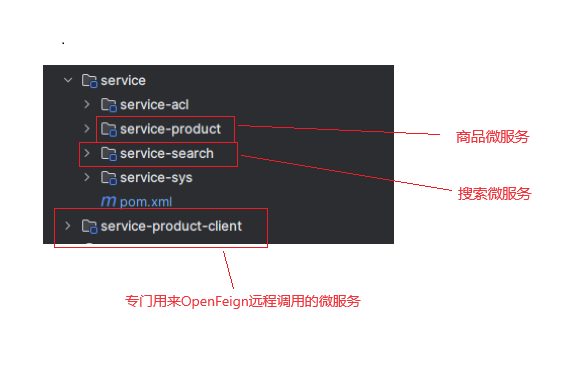 .
service
service-acl
service-product
商品微服务
service-search
service-sys
搜索微服务
pom.xml
service-product-client
专门用来OpenFeign远程调用的微服务